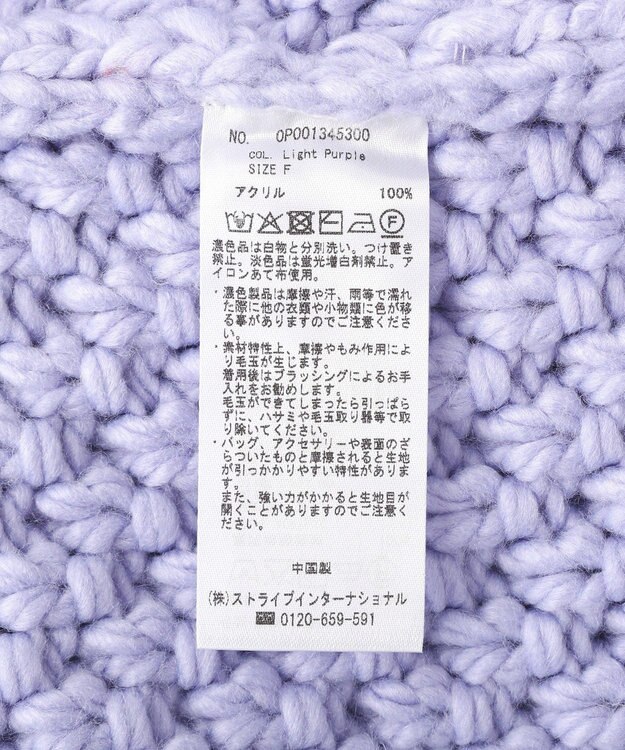 NO. OP001345300
COL. Light Purple
SIZE F
アクリル 100%
F
濃色品は白物と分別洗い。つけ置き
禁止。淡色品は蛍光増白剤禁止。ア
イロンあて布使用。
・濃色製品は摩擦や汗、雨等で濡れ
た際に他の衣類や小物類に色が移
る事がありますのでご注意くださ
い。
・素材特性上、摩擦やもみ作用によ
り毛玉が生じます。
着用後はブラッシングによるお手
入れをお勧めします。
毛玉ができてしまったら引っぱら
ずに、ハサミや毛玉取り器等で取
り除いてください。
・バッグ、アクセサリーや表面のざ
らついたものと摩擦されると生地
が引っかかりやすい特性がありま
す。
また、強い力がかかると生地目が
開くことがありますのでご注意く
ださい。
中国製
(株)ストライプインターナショナル
0120-659-591